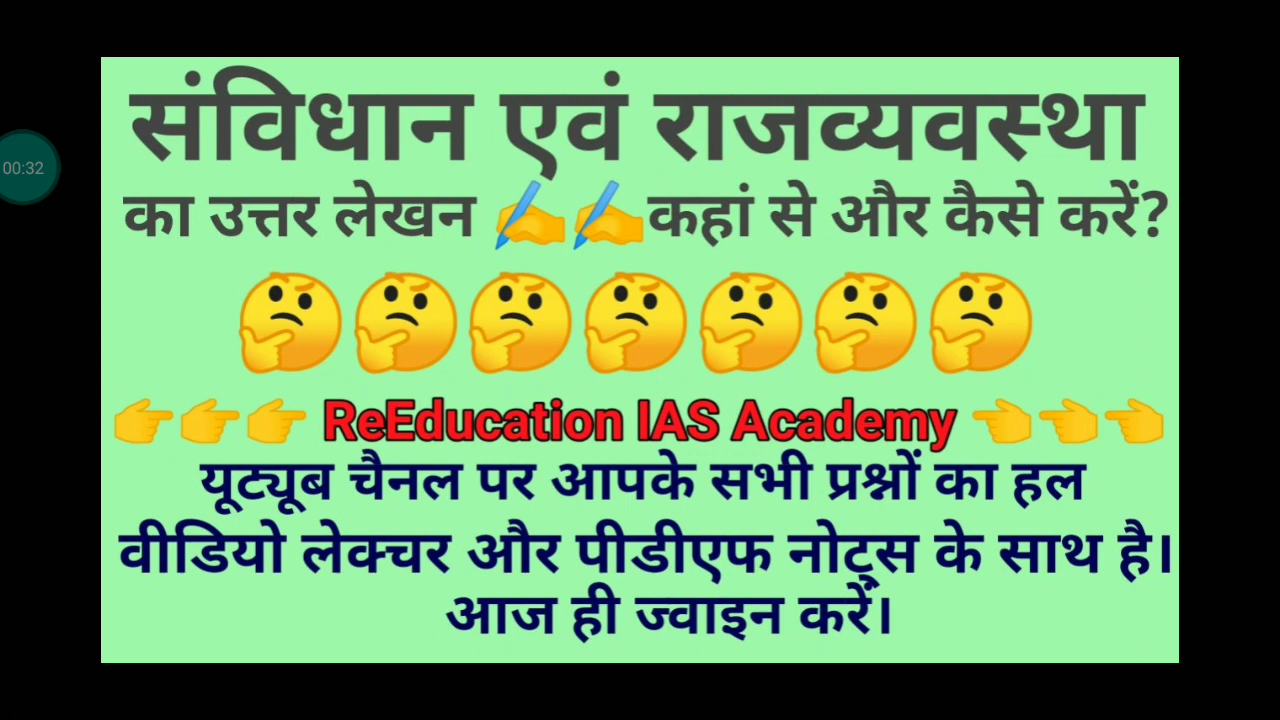 संविधान एवं राजव्यवस्था
00:32
का उत्तर लेखन ✍✍कहां से और कैसे करें?
🤔🤔🤔🤔🤔🤔🤔
👉👉👉 ReEducation IAS Academy 👈👈👈
यूट्यूब चैनल पर आपके सभी प्रश्नों का हल
वीडियो लेक्चर और पीडीएफ नोट्स के साथ है।
आज ही ज्वाइन करें।